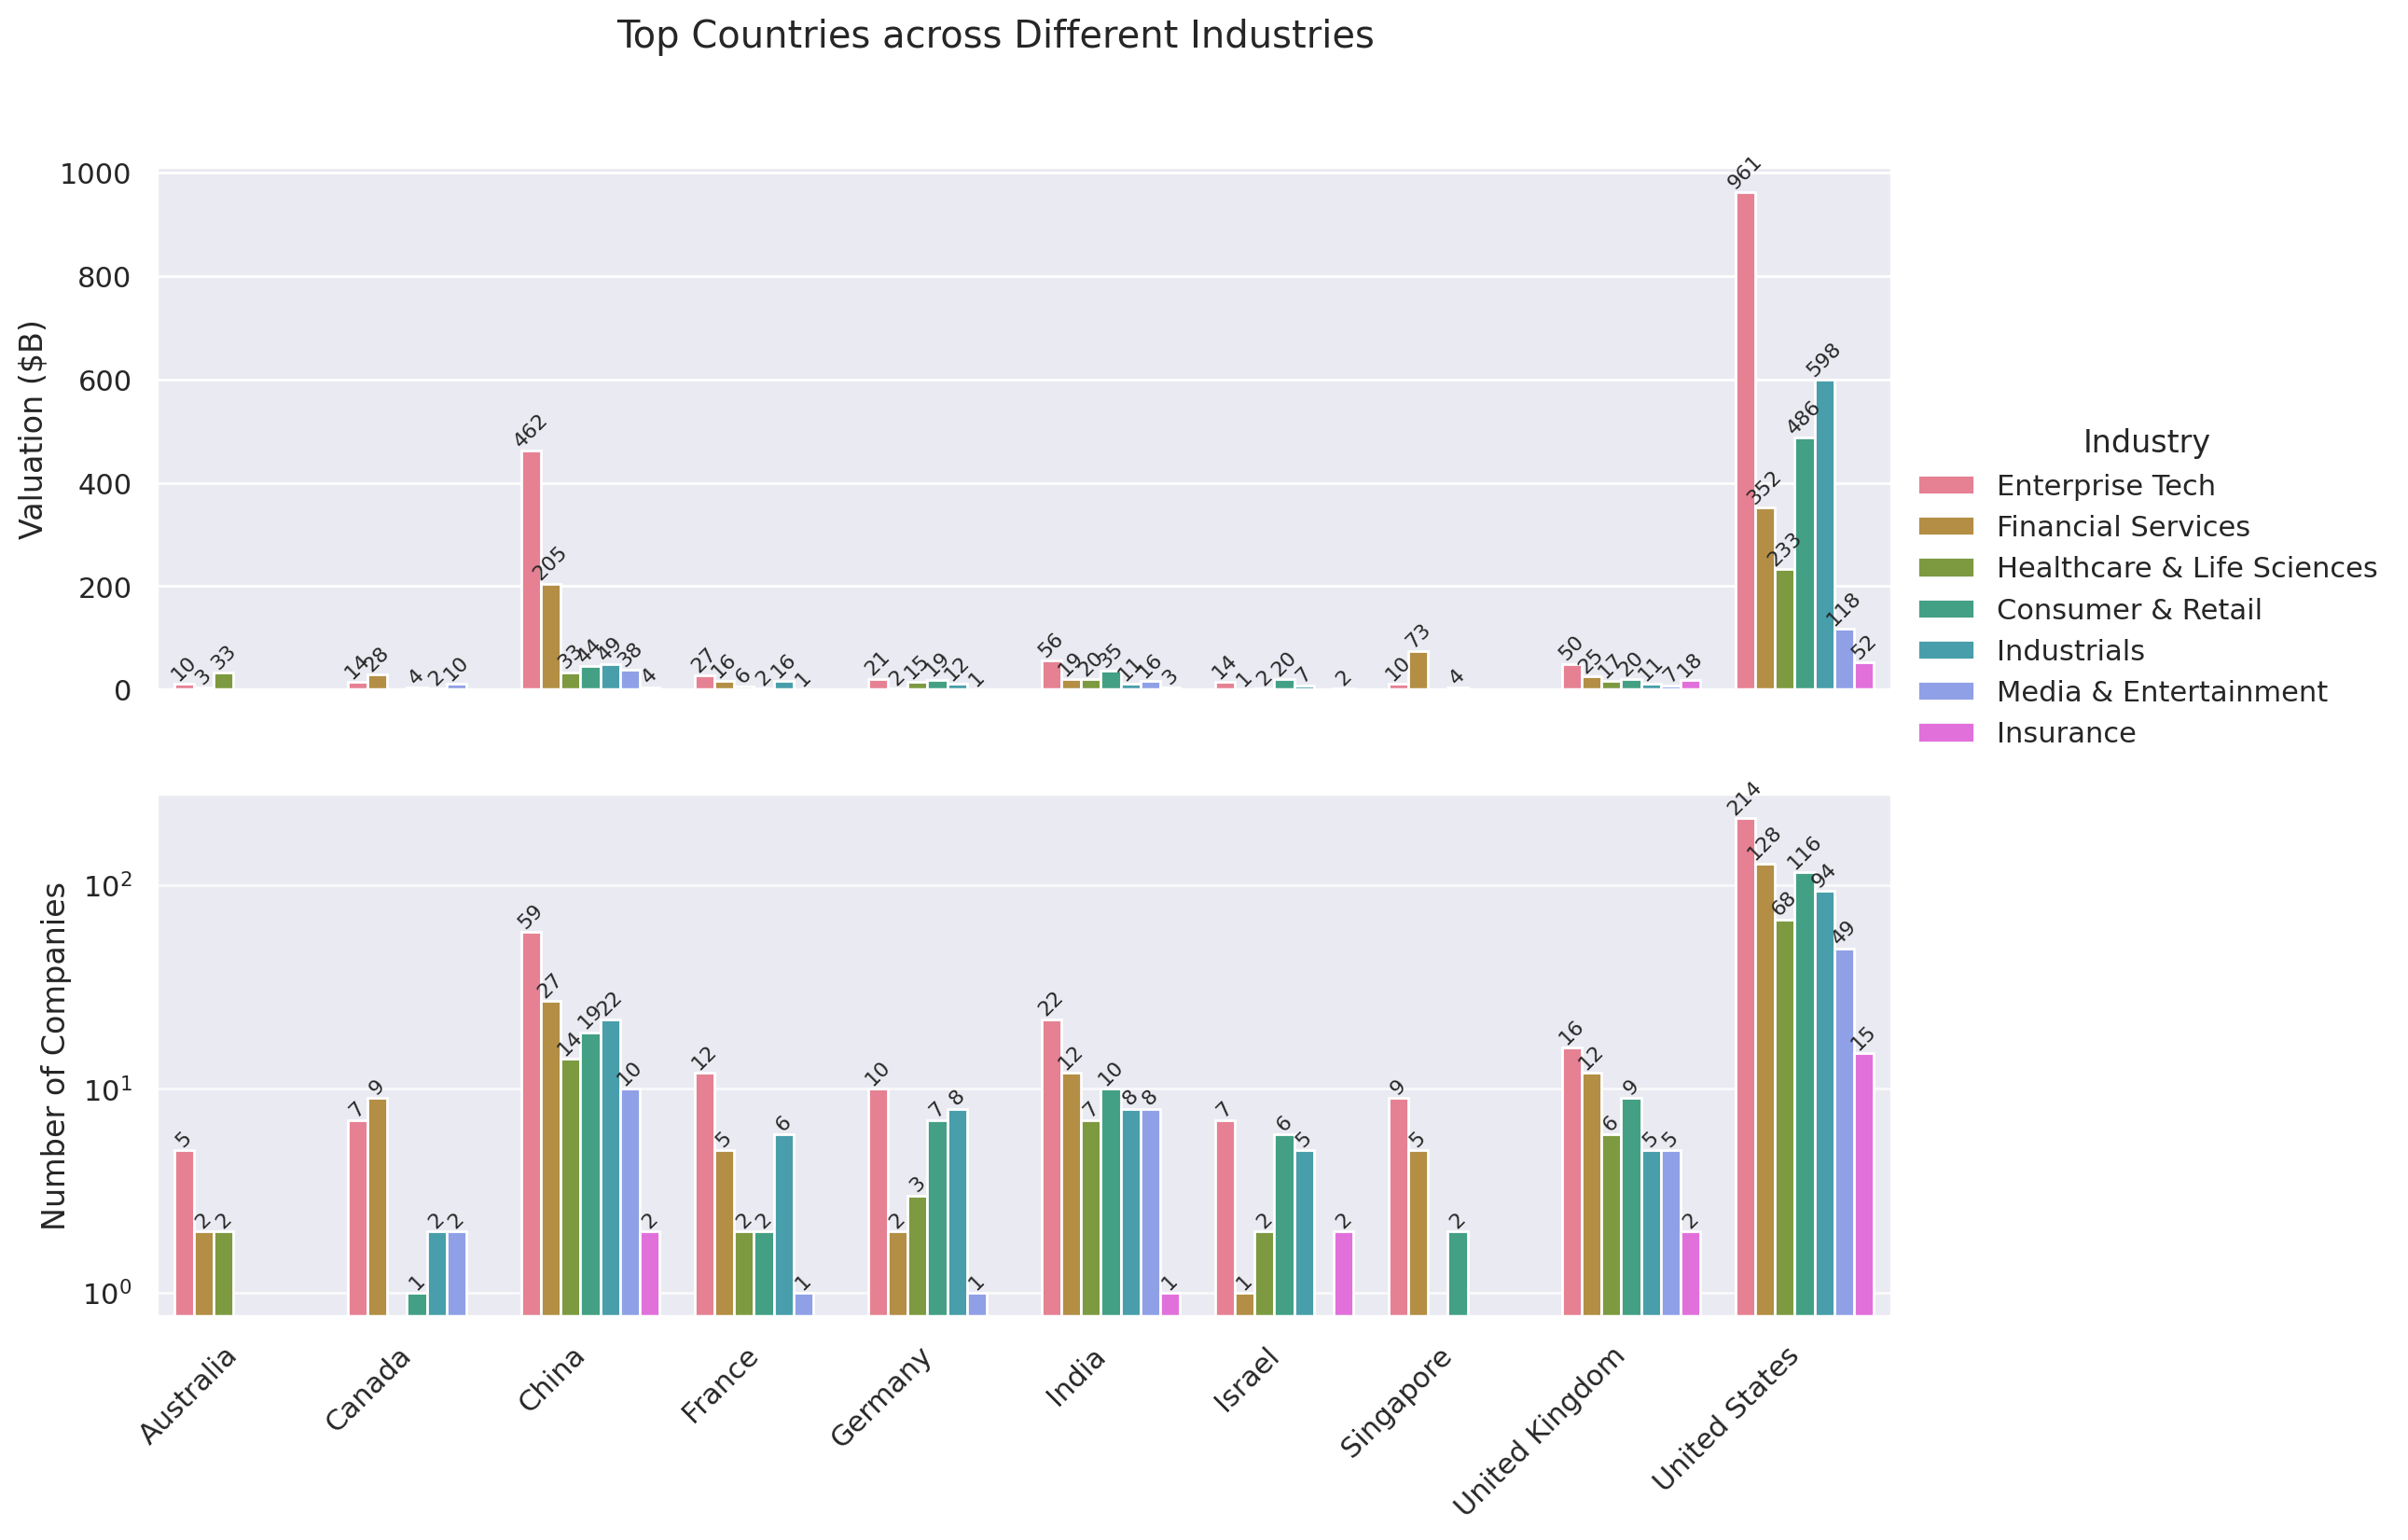 Top Countries across Different Industries
Valuation ($B)
1000
800
600
400
200
0
10 3 33
14 28 4 2 10
462 205 33 44 49 38 4
27 16 6 2 16 1
21 2 15 19 12 1
56 19 20 35 11 16 3
14 1 2 20 7 2
10 73 4
50 25 17 20 11 7 18
961 352 233 486 598 118 52
Industry
Enterprise Tech
Financial Services
Healthcare & Life Sciences
Consumer & Retail
Industrials
Media & Entertainment
Insurance
Number of Companies
10²
10¹
10⁰
5 2 2
7 9 1 2 2
59 27 14 19 22 10 2
12 5 2 2 6 1
10 2 3 7 8 1
22 12 7 10 8 8 1
7 1 2 6 5 2
9 5 2
16 12 6 9 5 5 2
214 128 68 116 94 49 15
Australia
Canada
China
France
Germany
India
Israel
Singapore
United Kingdom
United States